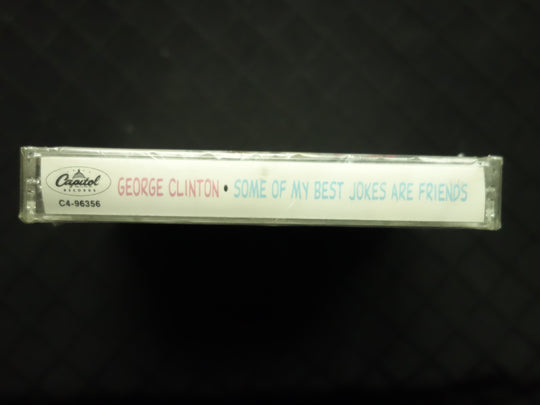 Capitol
RECORDS
C4-96356
GEORGE CLINTON • SOME OF MY BEST JOKES ARE FRIENDS